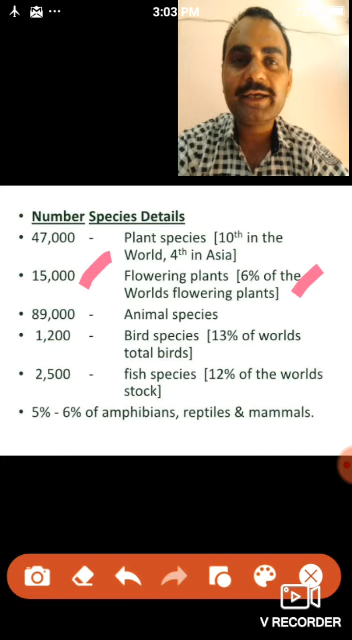 3:03 PM
• Number Species Details
• 47,000 - Plant species [10th in the
World, 4th in Asia]
• 15,000 Flowering plants [6% of the
Worlds flowering plants]
• 89,000 - Animal species
• 1,200 - Bird species [13% of worlds
total birds]
• 2,500 - fish species [12% of the worlds
stock]
• 5% - 6% of amphibians, reptiles & mammals.
V RECORDER